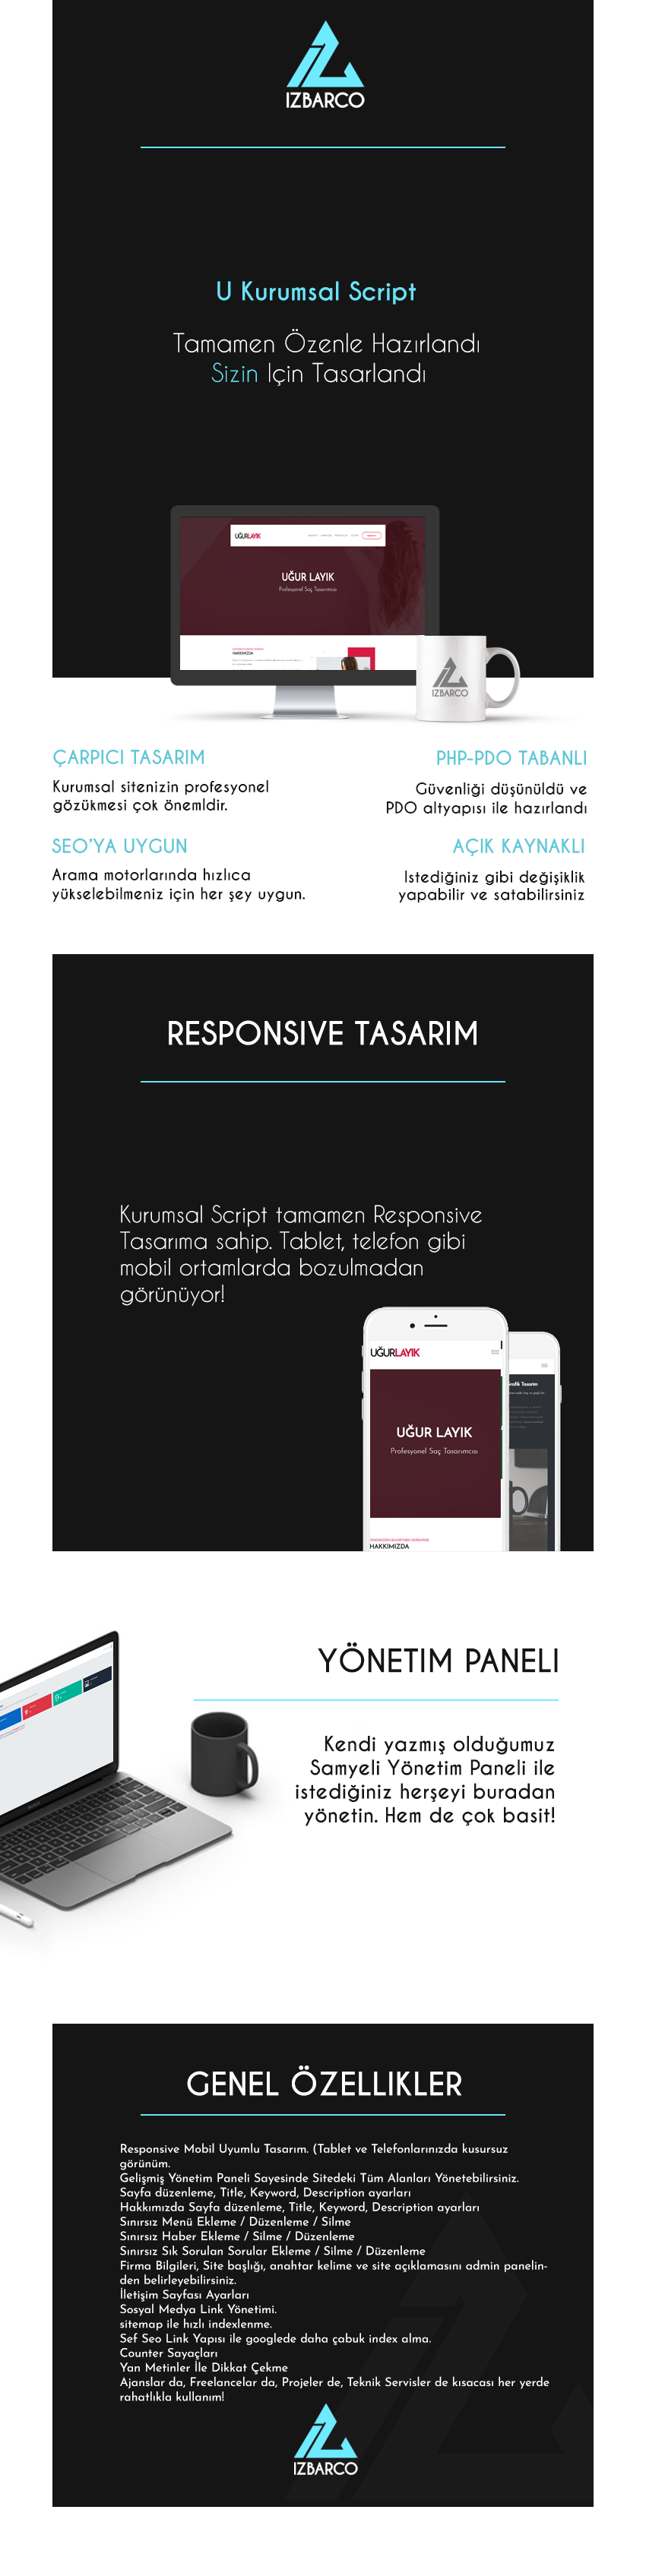 IZBARCO
U Kurumsal Script
Tamamen Özenle Hazırlandı
Sizin Için Tasarlandı
UĞURLAYIK
UĞUR LAYIK
Profesyonel Saç Tasarımcısı
HAKKIMIZDA
IZBARCO
ÇARPICI TASARIM
Kurumsal sitenizin profesyonel
gözükmesi çok önemldir.
PHP-PDO TABANLI
Güvenliği düşünüldü ve
PDO altyapısı ile hazırlandı
SEO'YA UYGUN
Arama motorlarında hızlıca
yükselebilmeniz için her şey uygun.
AÇIK KAYNAKLI
Istediğiniz gibi değişiklik
yapabilir ve satabilirsiniz
RESPONSIVE TASARIM
Kurumsal Script tamamen Responsive
Tasarıma sahip. Tablet, telefon gibi
mobil ortamlarda bozulmadan
görünüyor!
UĞURLAYIK
UĞUR LAYIK
Profesyonel Saç Tasarımcısı
HAKKIMIZDA
rafik Tasarım
YÖNETIM PANELI
Kendi yazmış olduğumuz
Samyeli Yönetim Paneli ile
istediğiniz herşeyi buradan
yönetin. Hem de çok basit!
GENEL ÖZELLIKLER
Responsive Mobil Uyumlu Tasarım. (Tablet ve Telefonlarınızda kusursuz
görünüm.
Gelişmiş Yönetim Paneli Sayesinde Sitedeki Tüm Alanları Yönetebilirsiniz.
Sayfa düzenleme, Title, Keyword, Description ayarları
Hakkımızda Sayfa düzenleme, Title, Keyword, Description ayarları
Sınırsız Menü Ekleme / Düzenleme / Silme
Sınırsız Haber Ekleme / Silme / Düzenleme
Sınırsız Sık Sorulan Sorular Ekleme / Silme / Düzenleme
Firma Bilgileri, Site başlığı, anahtar kelime ve site açıklamasını admin panelin-
den belirleyebilirsiniz.
İletişim Sayfası Ayarları
Sosyal Medya Link Yönetimi.
sitemap ile hızlı indexlenme.
Sef Seo Link Yapısı ile googlede daha çabuk index alma.
Counter Sayaçları
Yan Metinler İle Dikkat Çekme
Ajanslar da, Freelancelar da, Projeler de, Teknik Servisler de kısacası her yerde
rahatlıkla kullanım!
IZBARCO